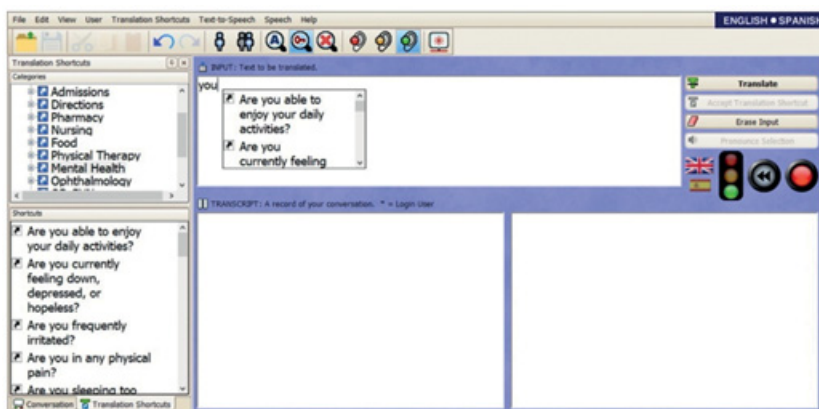 File Edit View User Translation Shortcuts Text-to-Speech Speech Help
ENGLISH • SPANISH
Translation Shortcuts
Categories
Admissions
Directions
Pharmacy
Nursing
Food
Physical Therapy
Mental Health
Ophthalmology
Shortcuts
Are you able to enjoy
your daily activities?
Are you currently
feeling down,
depressed, or
hopeless?
Are you frequently
irritated?
Are you in any physical
pain?
Are you sleeping too
Conversation Translation Shortcuts
INPUT: Text to be translated.
you
Are you able to
enjoy your daily
activities?
Are you
currently feeling
Translate
Accept Translation Shortcut
Erase Input
Pronounce Selection
TRANSCRIPT: A record of your conversation. * = Login User